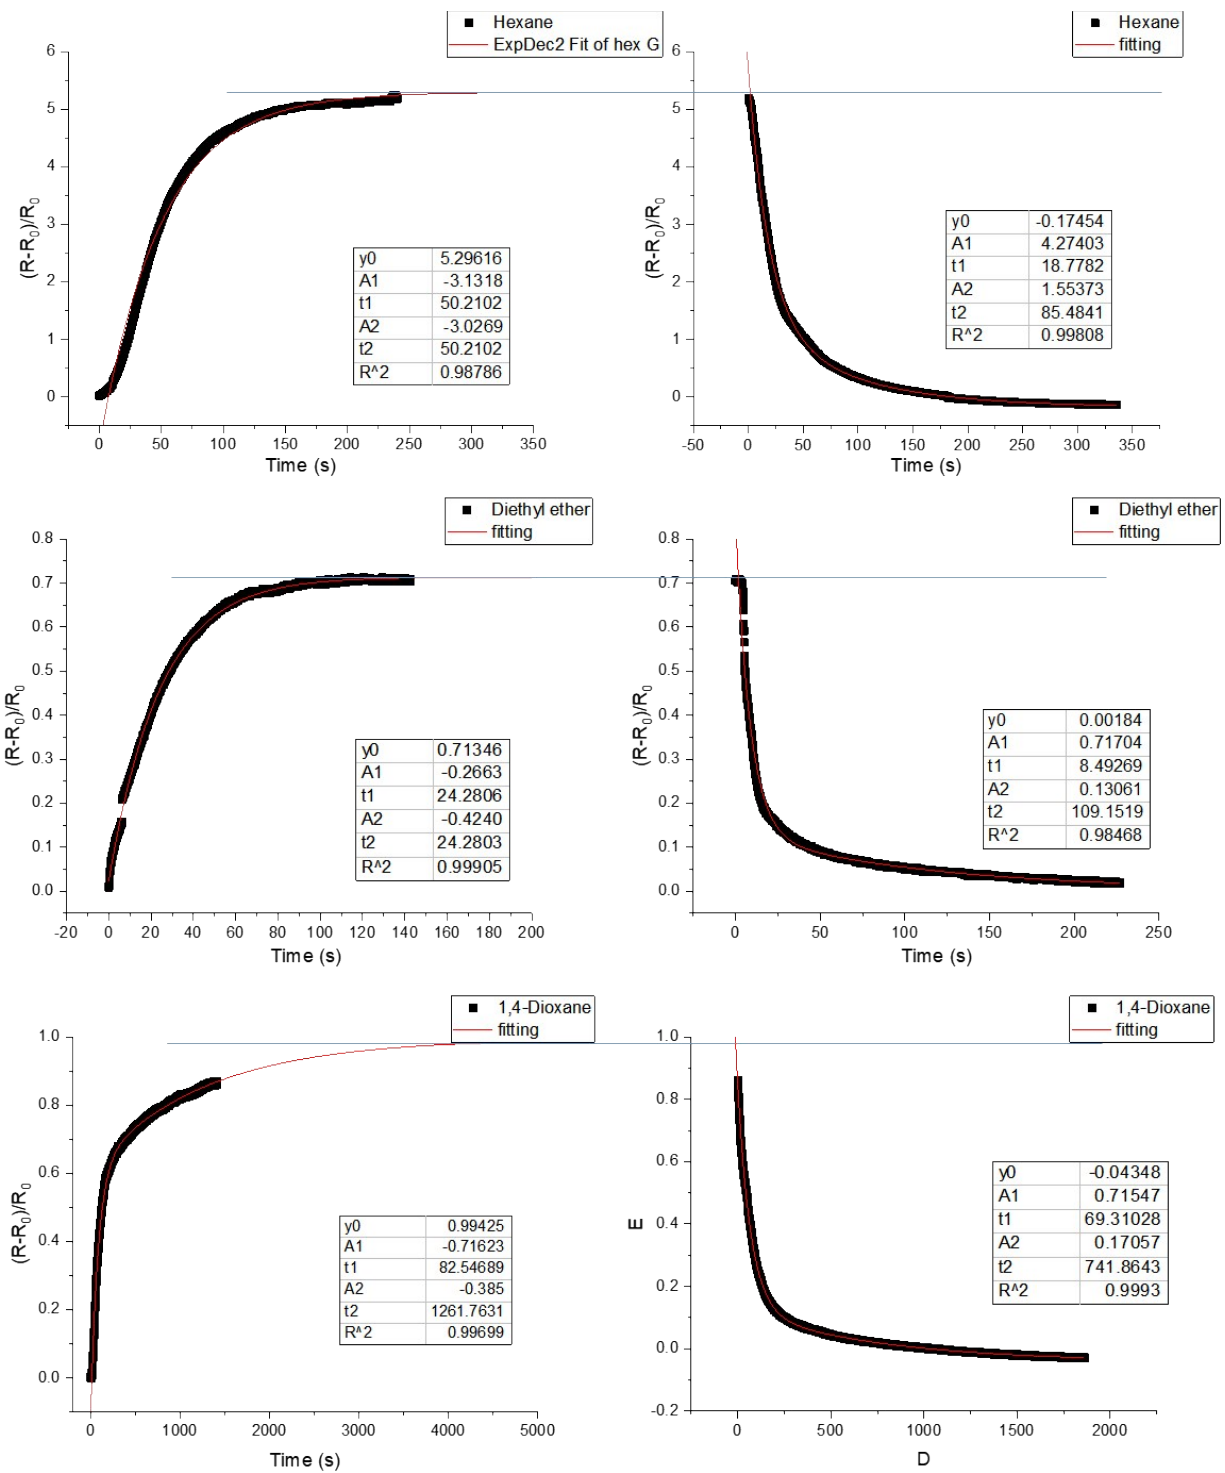 Hexane
ExpDec2 Fit of hex G
6
5
4
3
2
1
0
(R-R0)/R0
y0 5.29616
A1 -3.1318
t1 50.2102
A2 -3.0269
t2 50.2102
R^2 0.98786
0 50 100 150 200 250 300 350
Time (s)
Hexane
fitting
6
5
4
3
2
1
0
(R-R0)/R0
y0 -0.17454
A1 4.27403
t1 18.7782
A2 1.55373
t2 85.4841
R^2 0.99808
-50 0 50 100 150 200 250 300 350
Time (s)
Diethyl ether
fitting
0.8
0.7
0.6
0.5
0.4
0.3
0.2
0.1
0.0
(R-R0)/R0
y0 0.71346
A1 -0.2663
t1 24.2806
A2 -0.4240
t2 24.2803
R^2 0.99905
-20 0 20 40 60 80 100 120 140 160 180 200
Time (s)
Diethyl ether
fitting
0.8
0.7
0.6
0.5
0.4
0.3
0.2
0.1
0.0
(R-R0)/R0
y0 0.00184
A1 0.71704
t1 8.49269
A2 0.13061
t2 109.1519
R^2 0.98468
0 50 100 150 200 250
Time (s)
1,4-Dioxane
fitting
1.0
0.8
0.6
0.4
0.2
0.0
(R-R0)/R0
y0 0.99425
A1 -0.71623
t1 82.54689
A2 -0.385
t2 1261.7631
R^2 0.99699
0 1000 2000 3000 4000 5000
Time (s)
1,4-Dioxane
fitting
1.0
0.8
0.6
0.4
0.2
0.0
-0.2
E
y0 -0.04348
A1 0.71547
t1 69.31028
A2 0.17057
t2 741.8643
R^2 0.9993
0 500 1000 1500 2000
D